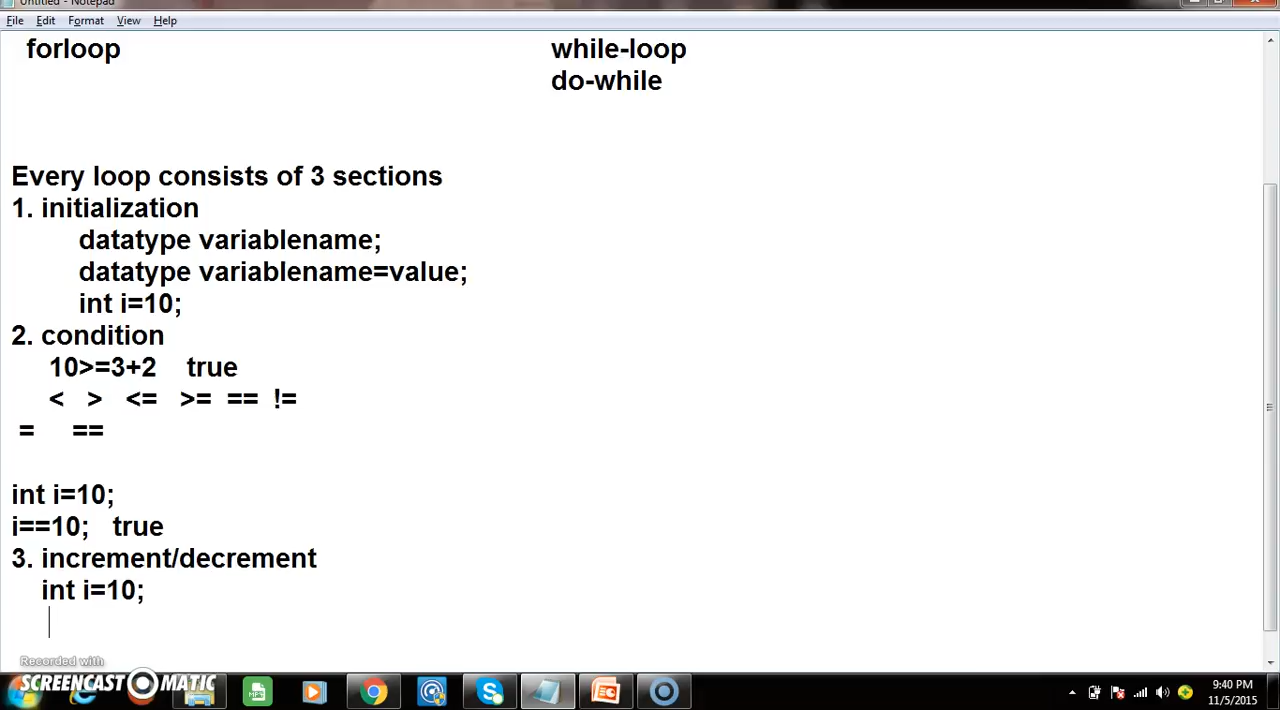 Untitled - Notepad
File Edit Format View Help
forloop while-loop
do-while
Every loop consists of 3 sections
1. initialization
datatype variablename;
datatype variablename=value;
int i=10;
2. condition
10>=3+2 true
< > <= >= == !=
= ==
int i=10;
i==10; true
3. increment/decrement
int i=10;
Recorded with
SCREENCAST MATIC
9:40 PM
11/5/2015